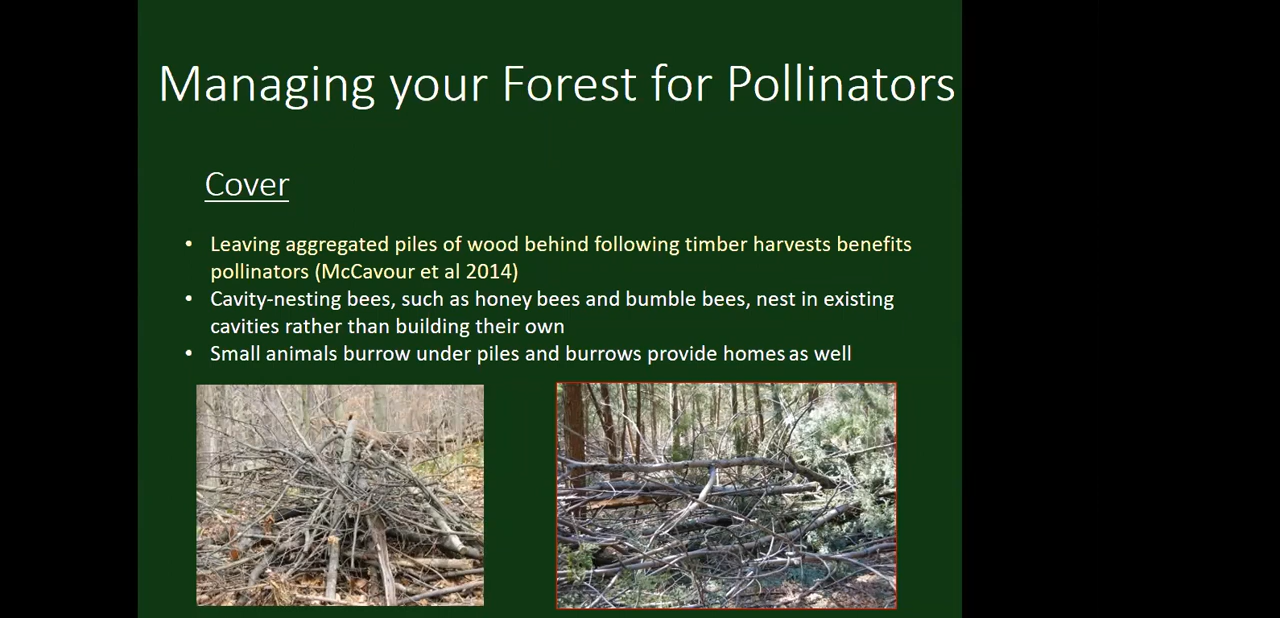 Managing your Forest for Pollinators
Cover
• Leaving aggregated piles of wood behind following timber harvests benefits
pollinators (McCavour et al 2014)
• Cavity-nesting bees, such as honey bees and bumble bees, nest in existing
cavities rather than building their own
• Small animals burrow under piles and burrows provide homes as well